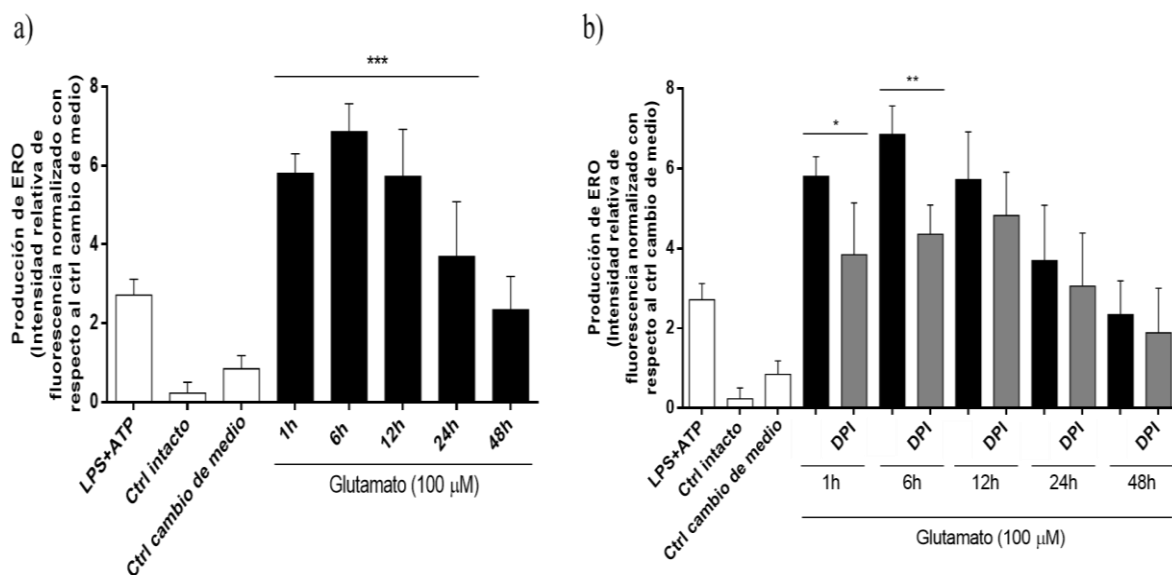 a)
***
Producción de ERO
(Intensidad relativa de
fluorescencia normalizado con
respecto al ctrl cambio de medio)
8
6
4
2
0
LPS+ATP
Ctrl intacto
Ctrl cambio de medio
1h
6h
12h
24h
48h
Glutamato (100 μM)
b)
**
*
Producción de ERO
(Intensidad relativa de
fluorescencia normalizado con
respecto al ctrl cambio de medio)
8
6
4
2
0
LPS+ATP
Ctrl intacto
Ctrl cambio de medio
DPI
DPI
DPI
DPI
DPI
1h
6h
12h
24h
48h
Glutamato (100 μM)